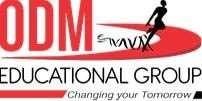 ODM
EDUCATIONAL GROUP
Changing your Tomorrow